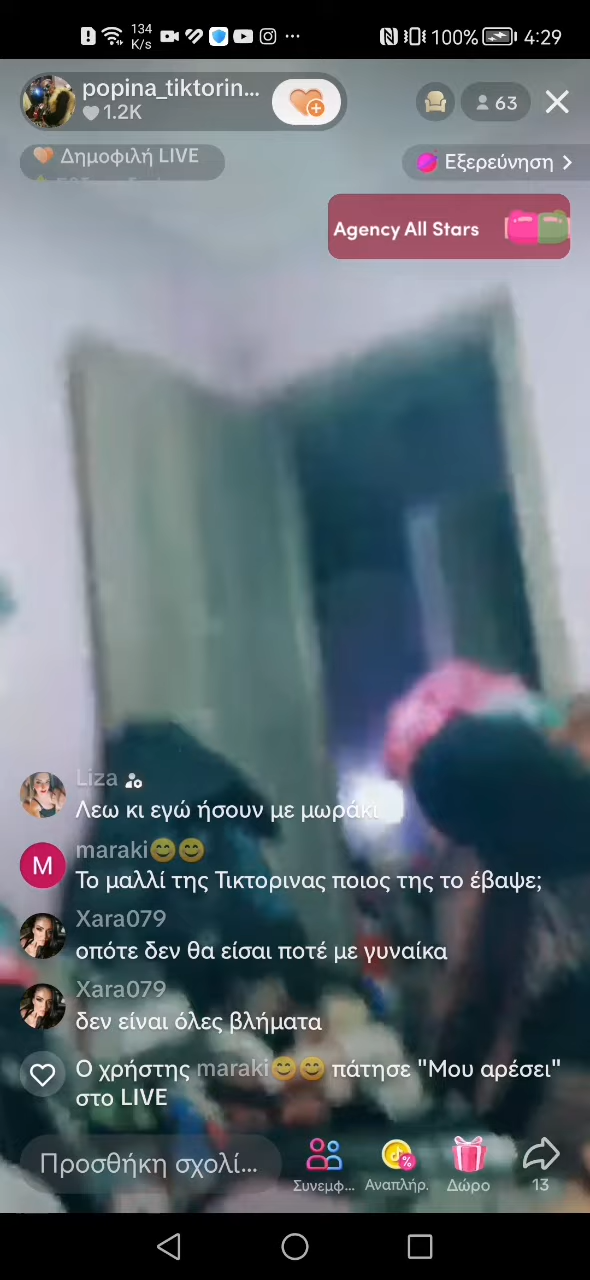 134
K/s
100%
4:29
popina_tiktorin...
1.2K
63
Δημοφιλή LIVE
Εξερεύνηση >
Agency All Stars
Liza
Λεω κι εγώ ήσουν με μωράκι
M
maraki😊😊
Το μαλλί της Τικτορινας ποιος της το έβαψε;
Xara079
οπότε δεν θα είσαι ποτέ με γυναίκα
Xara079
δεν είναι όλες βλήματα
Ο χρήστης maraki😊😊 πάτησε "Μου αρέσει"
στο LIVE
Προσθήκη σχολί...
Συνεμφ...
Αναπλήρ.
Δώρο
13